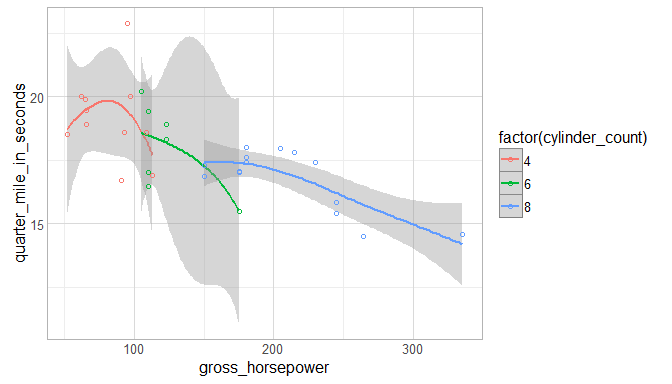 20
15
quarter_mile_in_seconds
100
200
300
gross_horsepower
factor(cylinder_count)
4
6
8